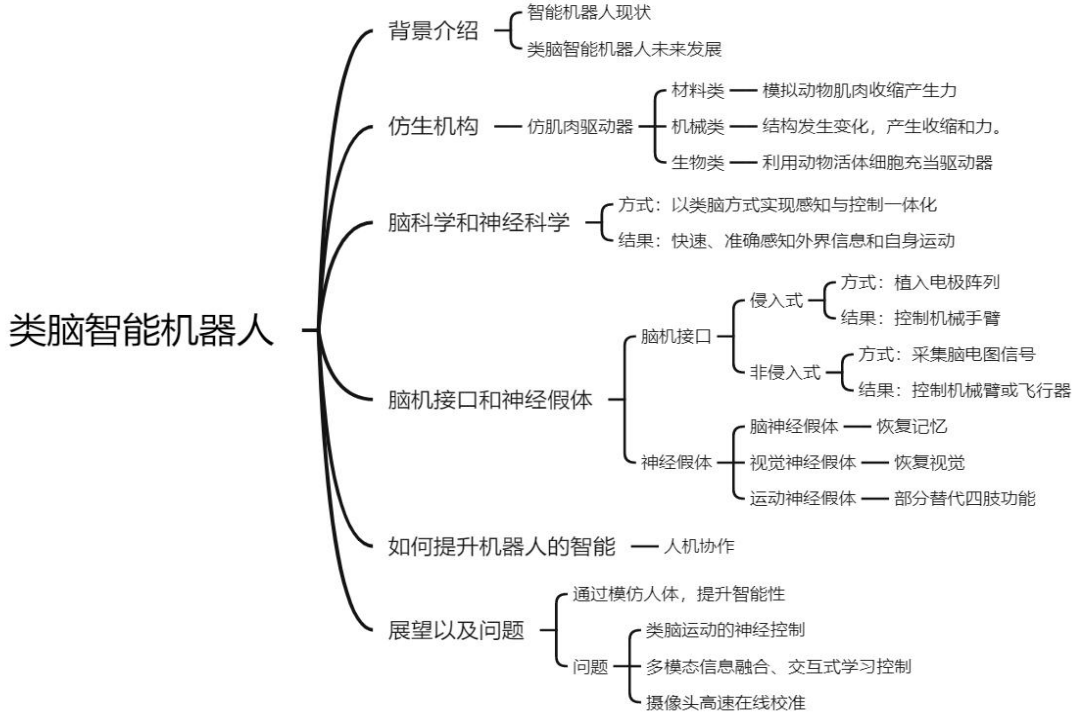 类脑智能机器人
背景介绍
智能机器人现状
类脑智能机器人未来发展
仿生机构
仿肌肉驱动器
材料类
模拟动物肌肉收缩产生力
机械类
结构发生变化，产生收缩和力。
生物类
利用动物活体细胞充当驱动器
脑科学和神经科学
方式：以类脑方式实现感知与控制一体化
结果：快速、准确感知外界信息和自身运动
脑机接口和神经假体
脑机接口
侵入式
方式：植入电极阵列
结果：控制机械手臂
非侵入式
方式：采集脑电图信号
结果：控制机械臂或飞行器
神经假体
脑神经假体
恢复记忆
视觉神经假体
恢复视觉
运动神经假体
部分替代四肢功能
如何提升机器人的智能
人机协作
展望以及问题
通过模仿人体，提升智能性
问题
类脑运动的神经控制
多模态信息融合、交互式学习控制
摄像头高速在线校准